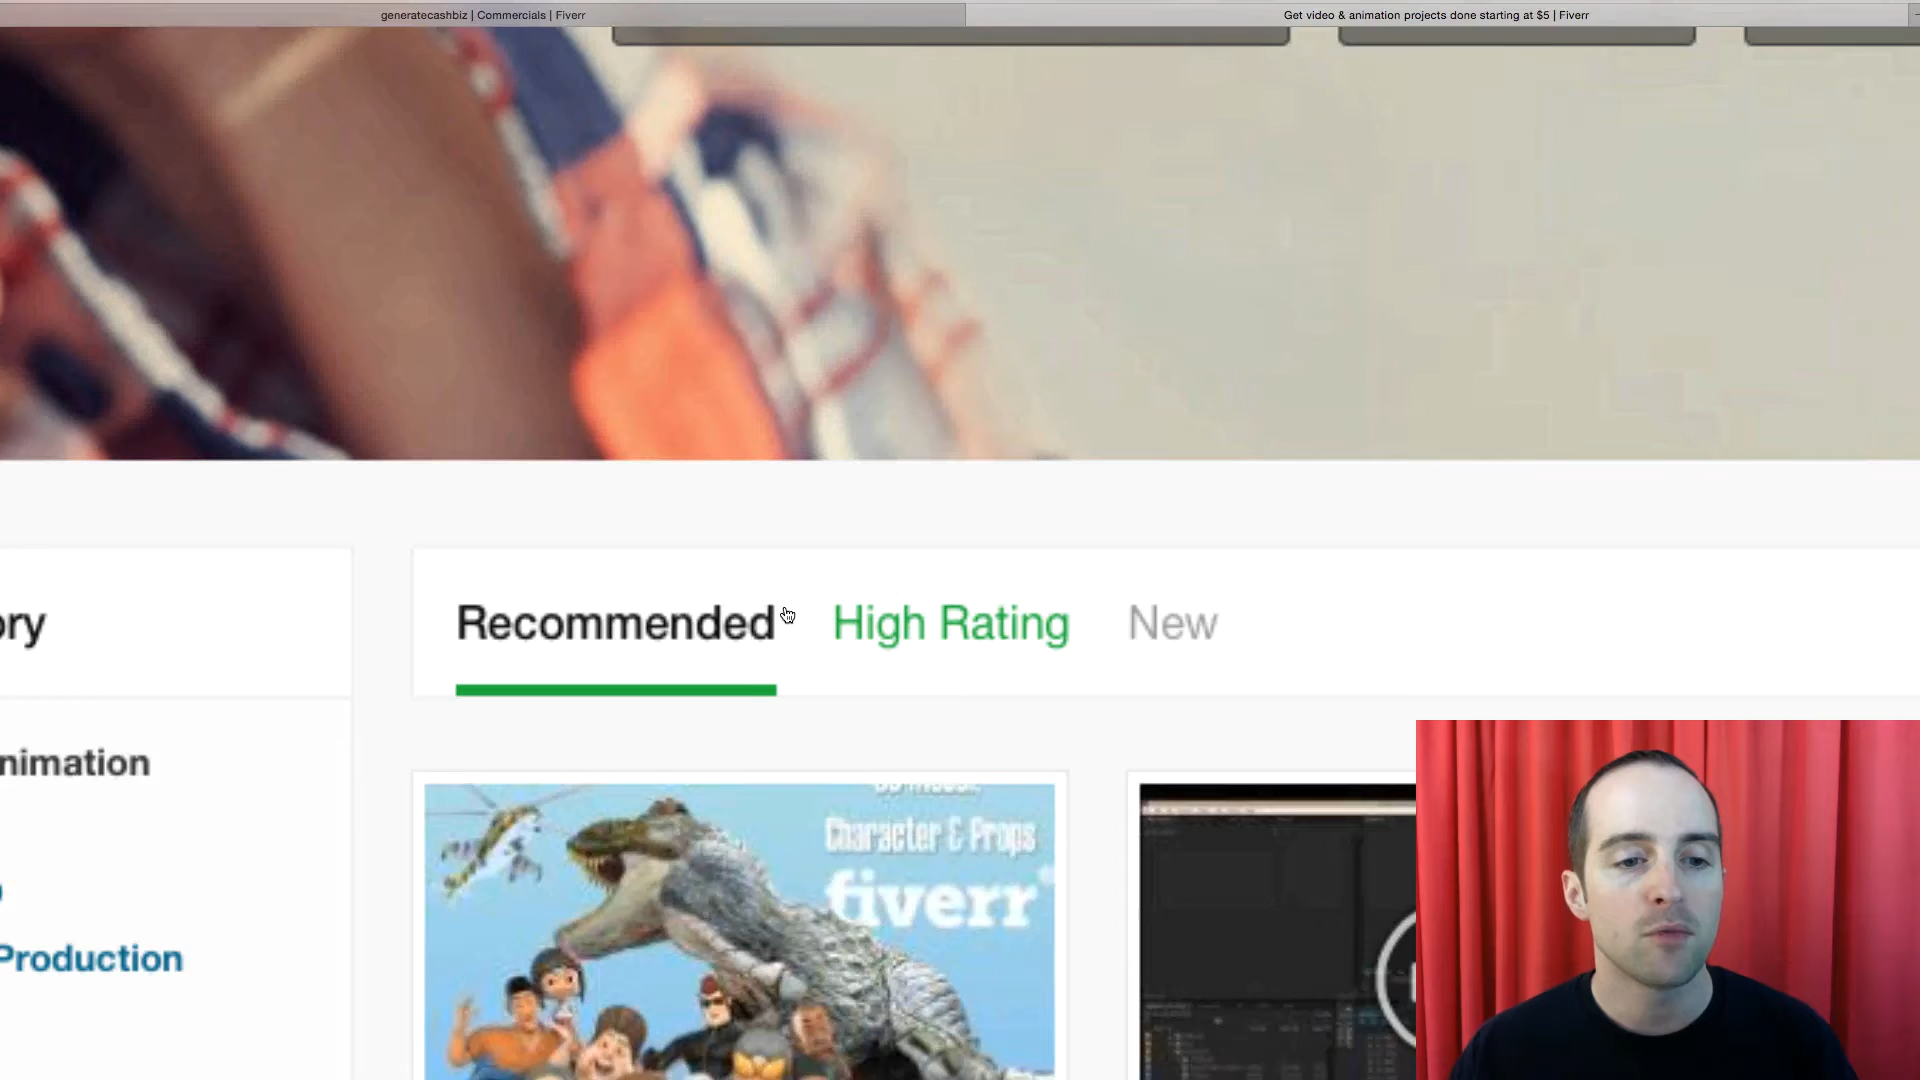 generatecashbiz | Commercials | Fiverr
Get video & animation projects done starting at $5 | Fiverr
ory
Recommended
High Rating
New
nimation
Production
Character & Props
fiverr